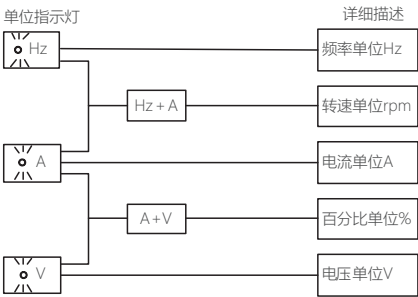 单位指示灯 详细描述
Hz 频率单位Hz
Hz + A 转速单位rpm
A 电流单位A
A + V 百分比单位%
V 电压单位V